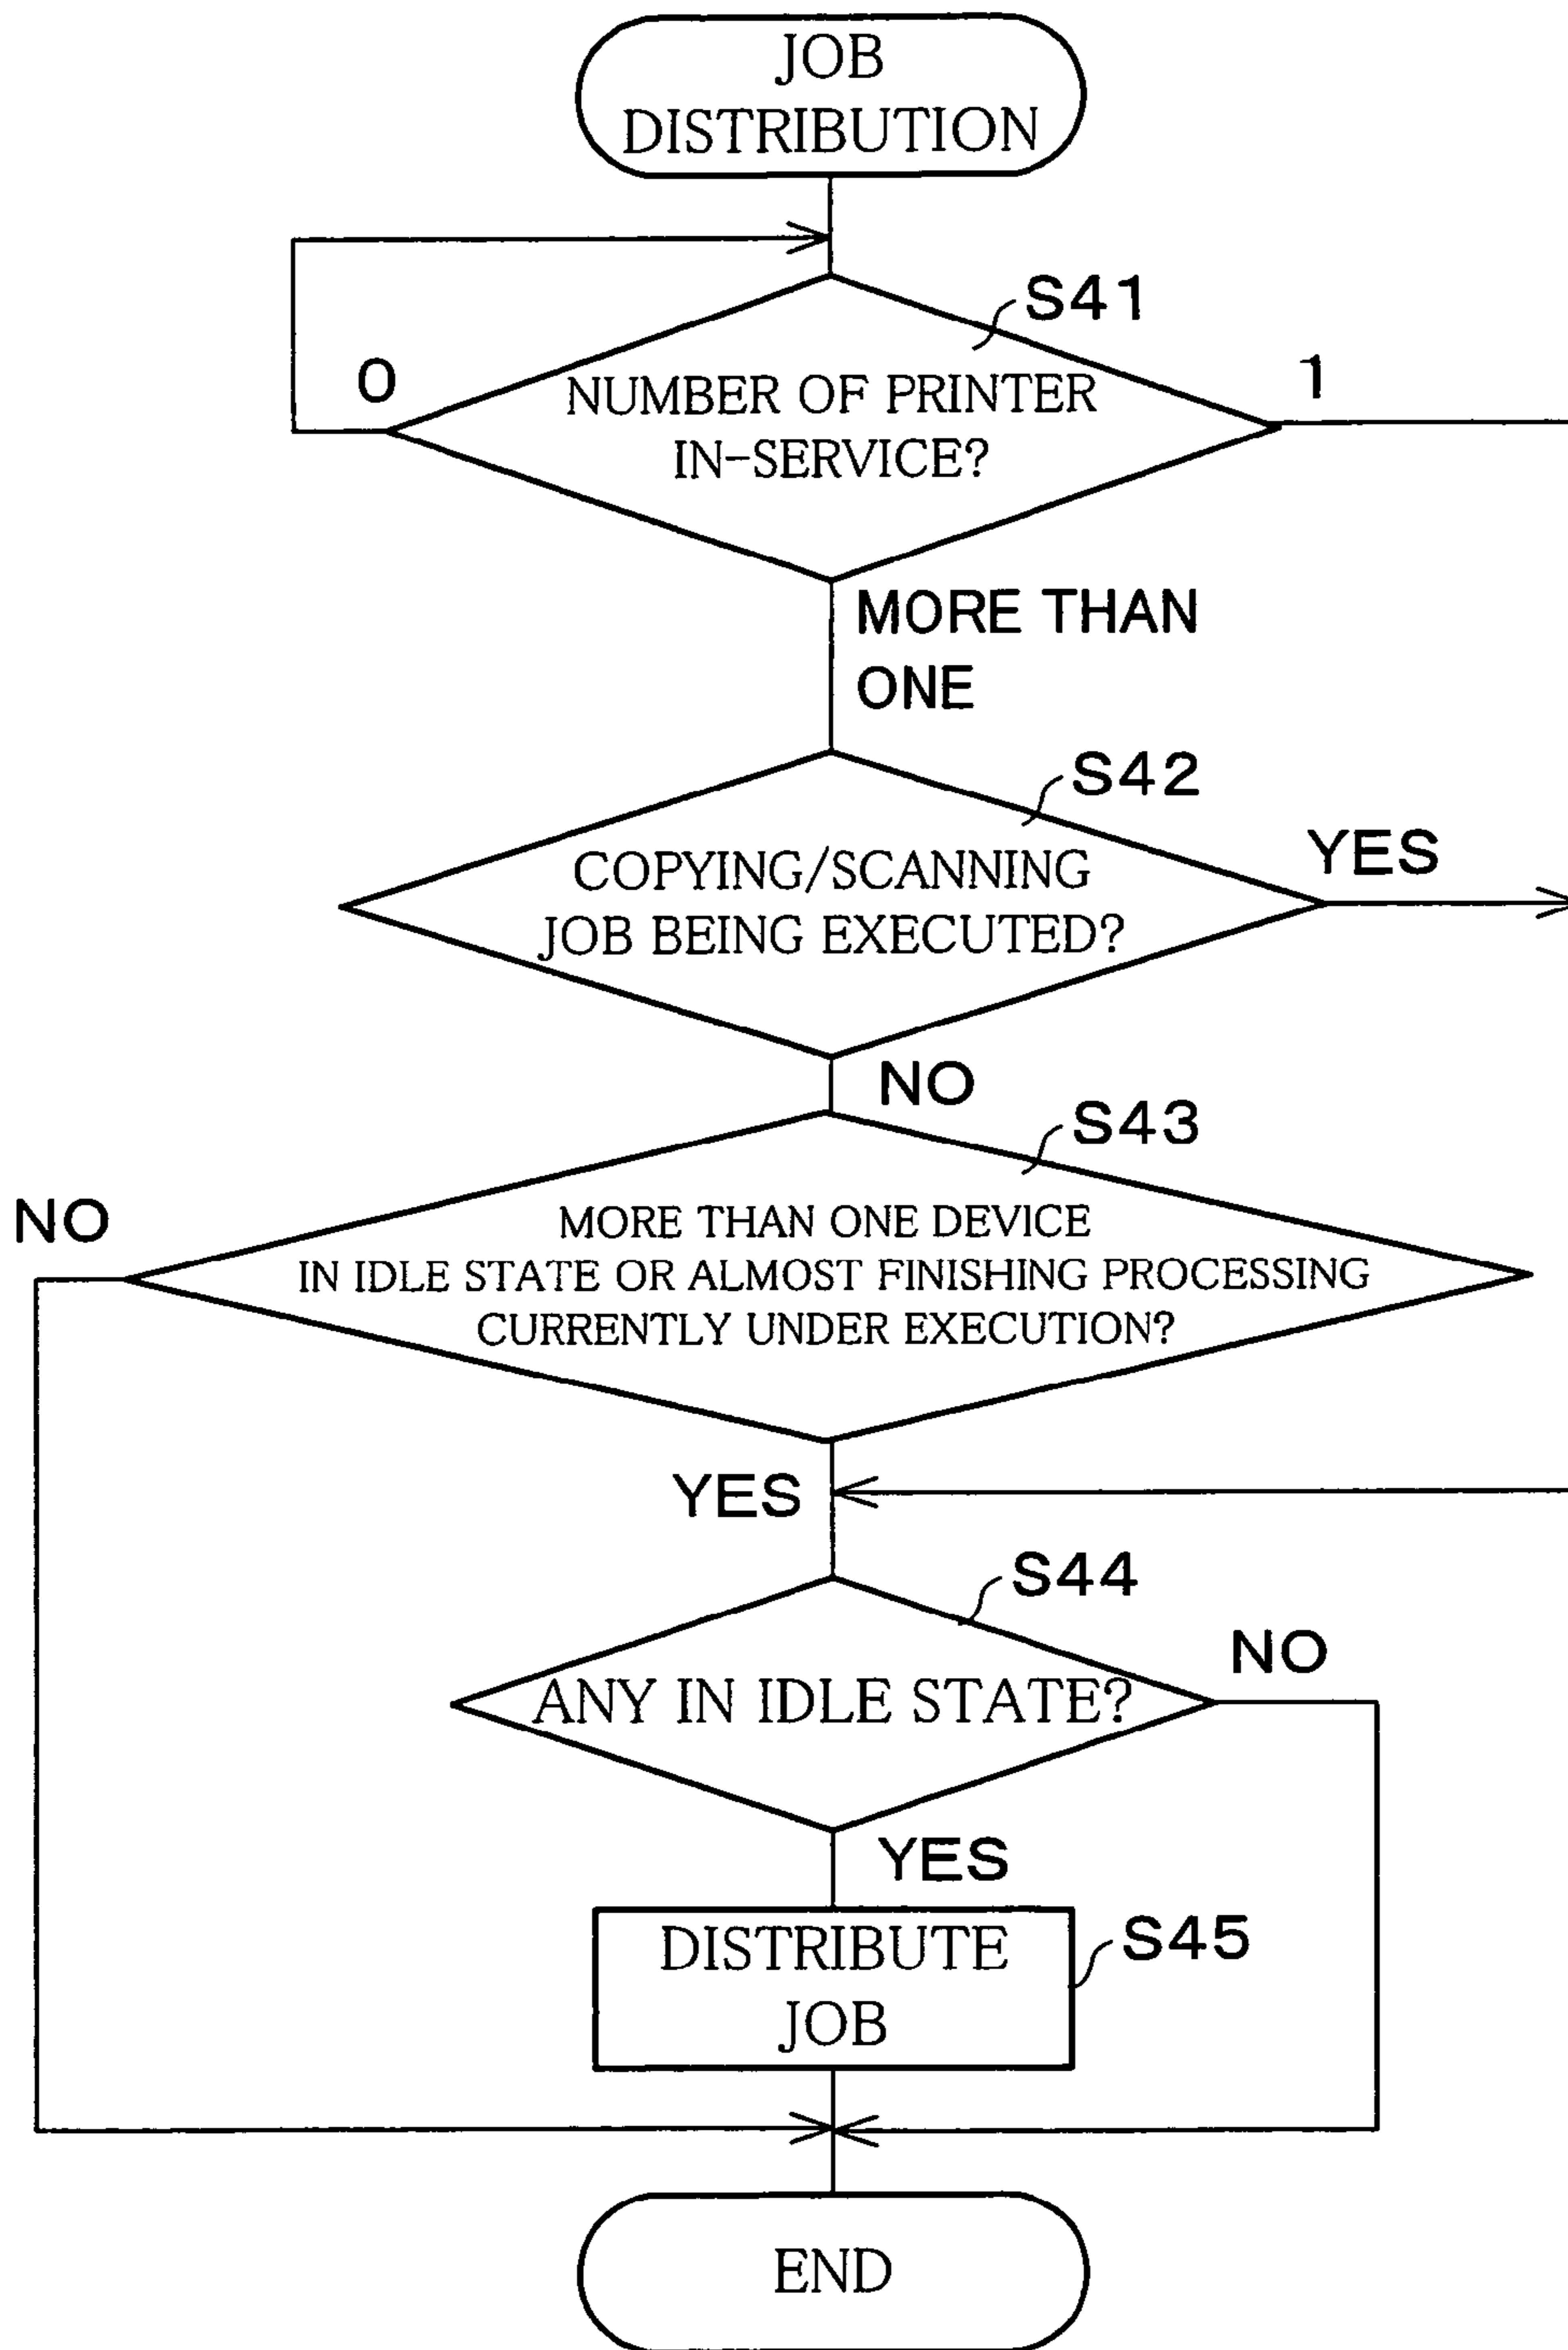 JOB
DISTRIBUTION
S41
0
1
NUMBER OF PRINTER
IN-SERVICE?
MORE THAN
ONE
S42
YES
COPYING/SCANNING
JOB BEING EXECUTED?
NO
S43
NO
MORE THAN ONE DEVICE
IN IDLE STATE OR ALMOST FINISHING PROCESSING
CURRENTLY UNDER EXECUTION?
YES
S44
NO
ANY IN IDLE STATE?
YES
DISTRIBUTE
JOB
S45
END